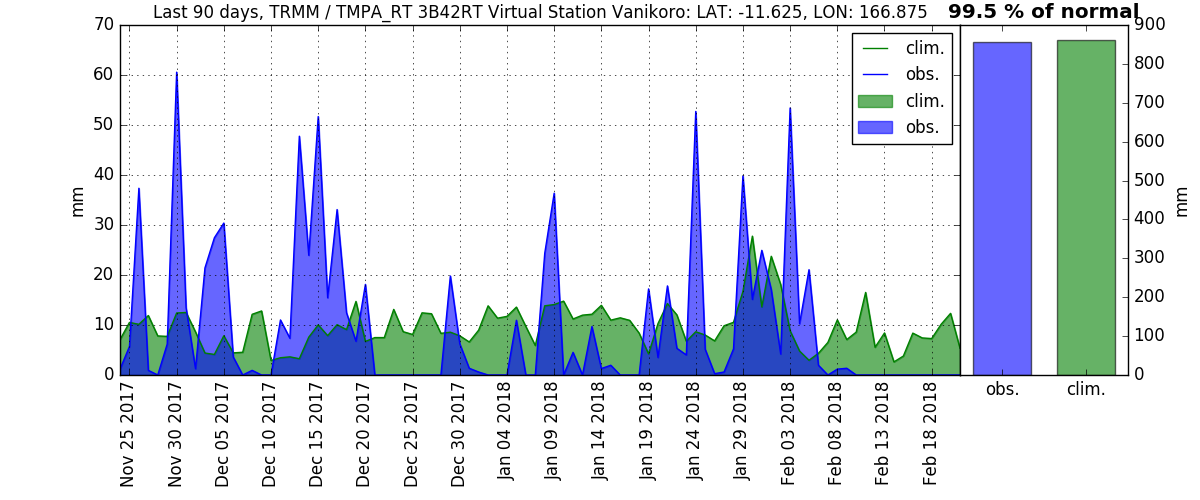 Last 90 days, TRMM / TMPA_RT 3B42RT Virtual Station Vanikoro: LAT: -11.625, LON: 166.875
99.5 % of normal
70
60
50
40
30
20
10
0
mm
clim.
obs.
clim.
obs.
Nov 25 2017
Nov 30 2017
Dec 05 2017
Dec 10 2017
Dec 15 2017
Dec 20 2017
Dec 25 2017
Dec 30 2017
Jan 04 2018
Jan 09 2018
Jan 14 2018
Jan 19 2018
Jan 24 2018
Jan 29 2018
Feb 03 2018
Feb 08 2018
Feb 13 2018
Feb 18 2018
900
800
700
600
500
400
300
200
100
0
mm
obs.
clim.